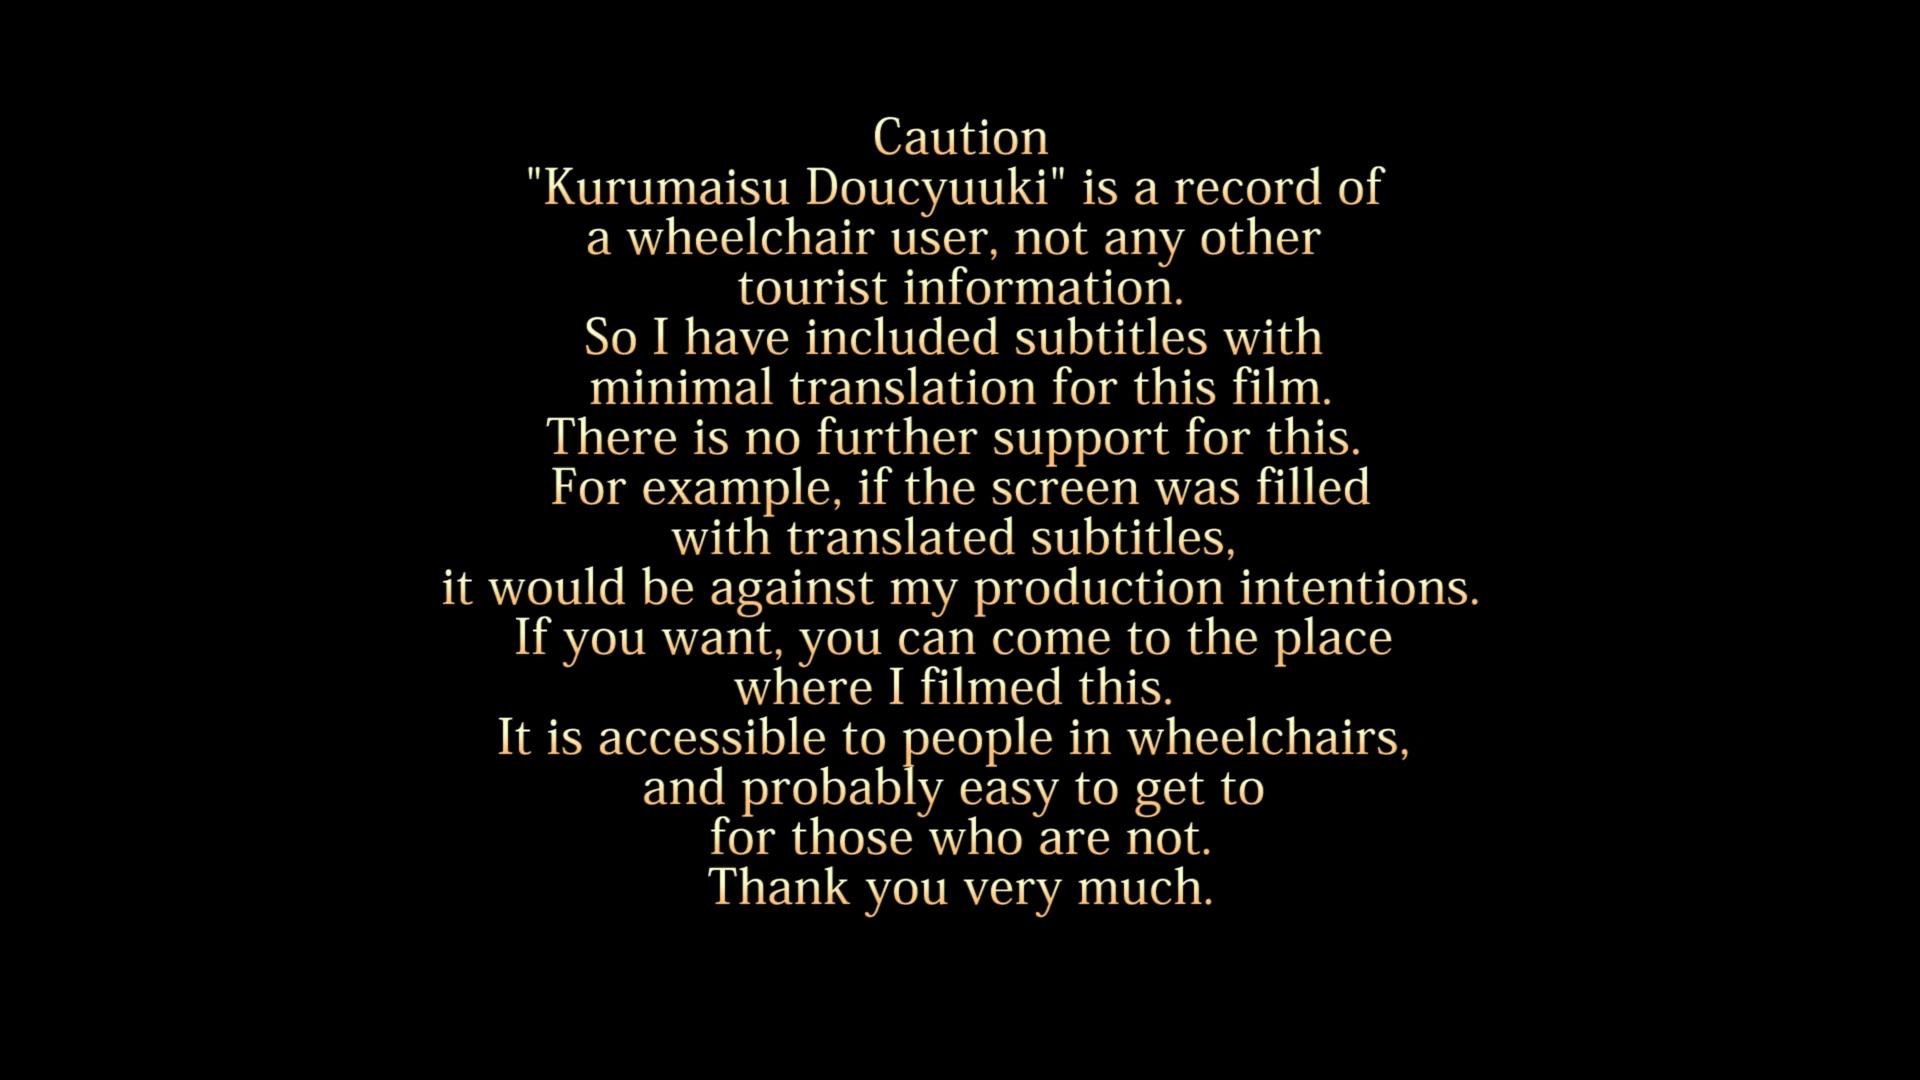 Caution
"Kurumaisu Doucyuuki" is a record of
a wheelchair user, not any other
tourist information.
So I have included subtitles with
minimal translation for this film.
There is no further support for this.
For example, if the screen was filled
with translated subtitles,
it would be against my production intentions.
If you want, you can come to the place
where I filmed this.
It is accessible to people in wheelchairs,
and probably easy to get to
for those who are not.
Thank you very much.